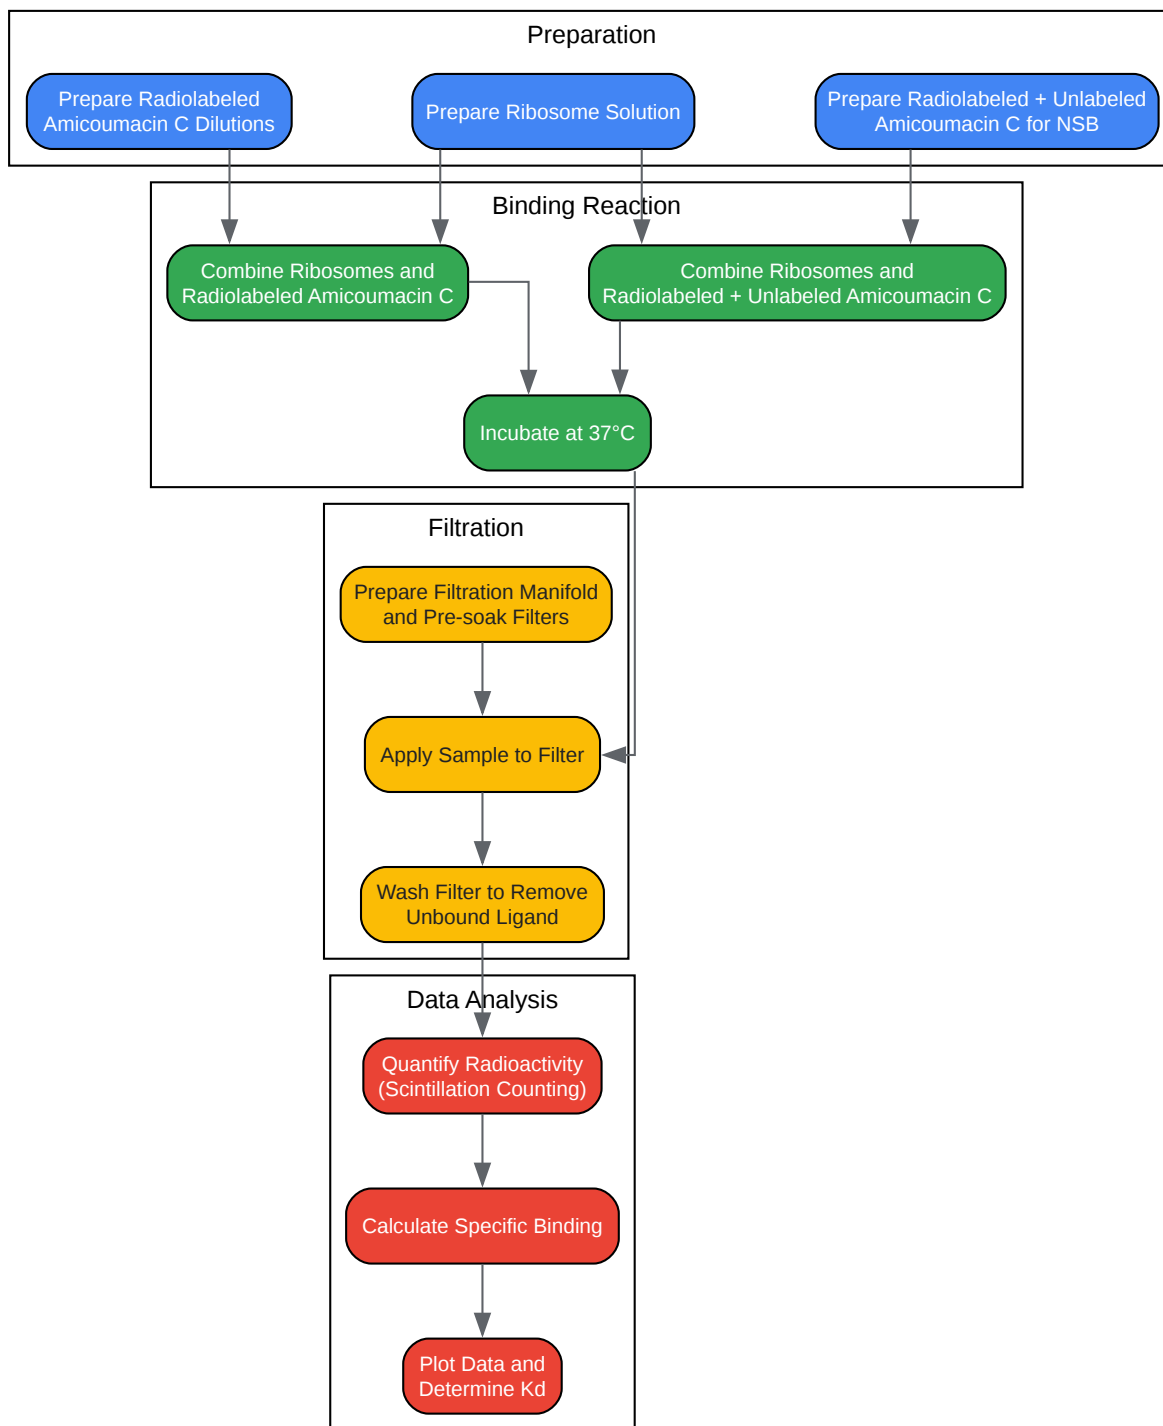 Preparation
Prepare Radiolabeled
Amicoumacin C Dilutions
Prepare Ribosome Solution
Prepare Radiolabeled + Unlabeled
Amicoumacin C for NSB
Binding Reaction
Combine Ribosomes and
Radiolabeled Amicoumacin C
Combine Ribosomes and
Radiolabeled + Unlabeled Amicoumacin C
Incubate at 37°C
Filtration
Prepare Filtration Manifold
and Pre-soak Filters
Apply Sample to Filter
Wash Filter to Remove
Unbound Ligand
Data Analysis
Quantify Radioactivity
(Scintillation Counting)
Calculate Specific Binding
Plot Data and
Determine Kd